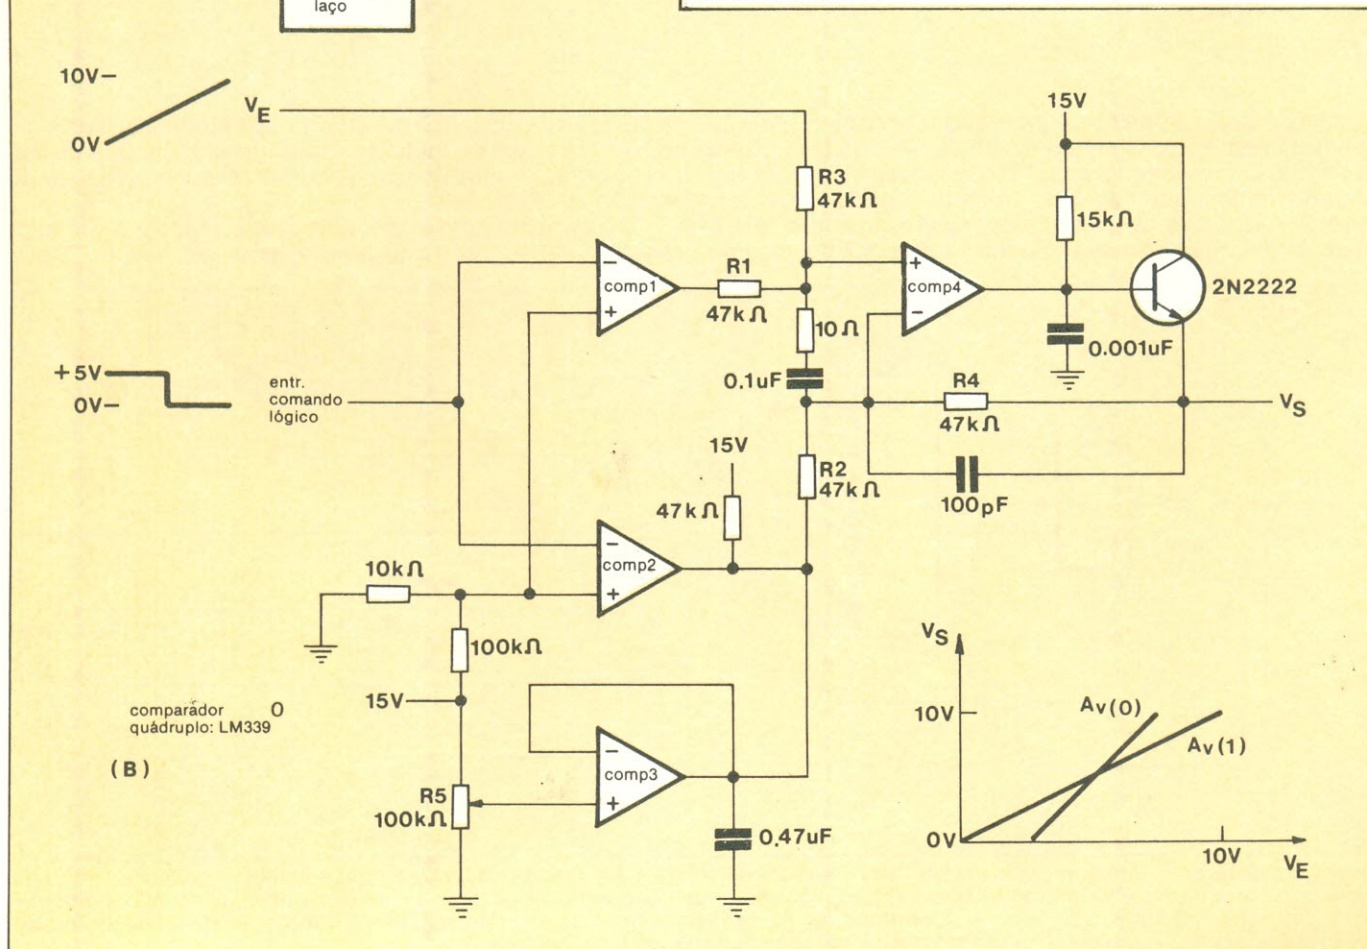 laço
10V
0V
VE
15V
R3
47kΩ
15kΩ
2N2222
−
comp1
+
R1
47kΩ
+
comp4
−
10Ω
0.001uF
0.1uF
+5V
0V
entr.
comando
lógico
R4
47kΩ
VS
100pF
15V
R2
47kΩ
47kΩ
−
comp2
+
10kΩ
100kΩ
15V
comparador O
quádruplo: LM339
(B)
−
comp3
+
R5
100kΩ
0,47uF
VS
10V
Av(0)
Av(1)
0V
10V
VE